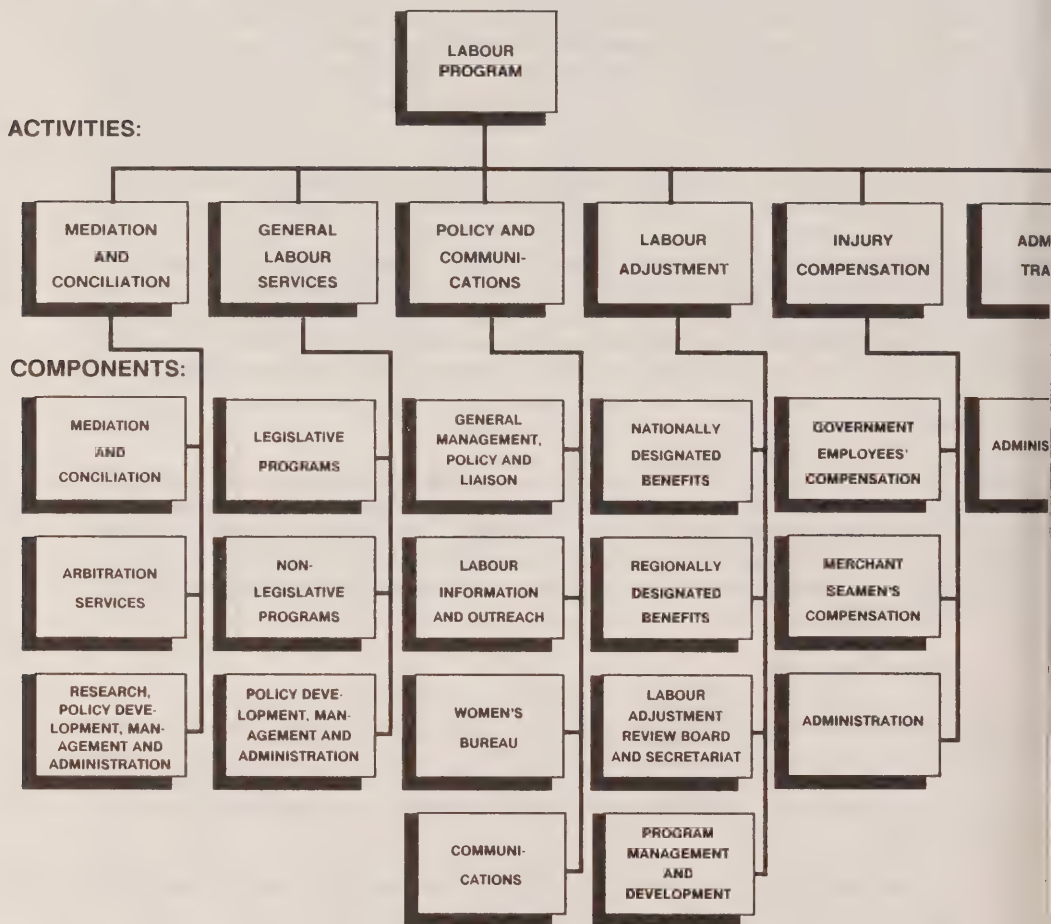 LABOUR
PROGRAM
ACTIVITIES:
MEDIATION
AND
CONCILIATION
GENERAL
LABOUR
SERVICES
POLICY AND
COMMUNI-
CATIONS
LABOUR
ADJUSTMENT
INJURY
COMPENSATION
ADM
TRA
COMPONENTS:
MEDIATION
AND
CONCILIATION
LEGISLATIVE
PROGRAMS
GENERAL
MANAGEMENT,
POLICY AND
LIAISON
NATIONALLY
DESIGNATED
BENEFITS
GOVERNMENT
EMPLOYEES'
COMPENSATION
ADMINIS
ARBITRATION
SERVICES
NON-
LEGISLATIVE
PROGRAMS
LABOUR
INFORMATION
AND OUTREACH
REGIONALLY
DESIGNATED
BENEFITS
MERCHANT
SEAMEN'S
COMPENSATION
RESEARCH,
POLICY DEVE-
LOPMENT, MAN-
AGEMENT AND
ADMINISTRATION
POLICY DEVE-
LOPMENT, MAN-
AGEMENT AND
ADMINISTRATION
WOMEN'S
BUREAU
LABOUR
ADJUSTMENT
REVIEW BOARD
AND SECRETARIAT
ADMINISTRATION
COMMUNI-
CATIONS
PROGRAM
MANAGEMENT
AND
DEVELOPMENT